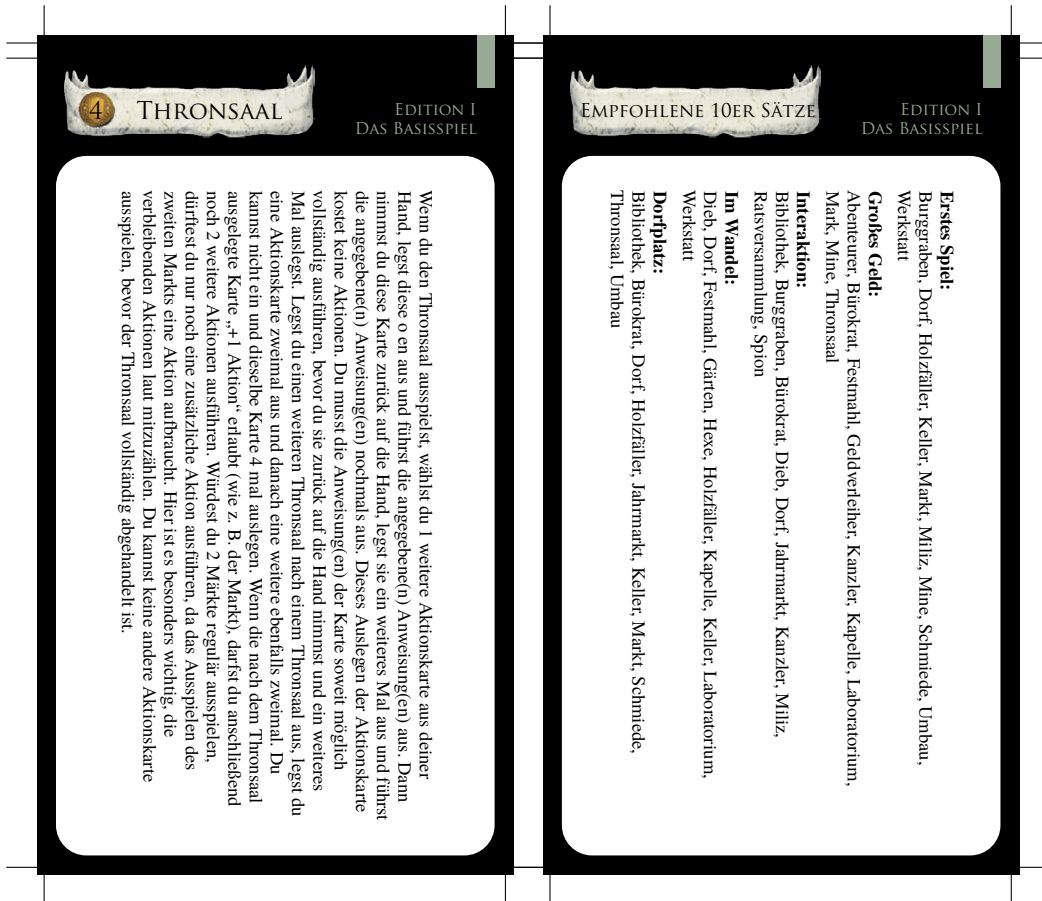 4
THRONSAAL
EDITION I
DAS BASISSPIEL
Wenn du den Thronsaal ausspielst, wählst du 1 weitere Aktionskarte aus deiner
Hand, legst diese o en aus und führst die angegebene(n) Anweisung(en) aus. Dann
nimmst du diese Karte zurück auf die Hand, legst sie ein weiteres Mal aus und führst
die angegebene(n) Anweisung(en) nochmals aus. Dieses Auslegen der Aktionskarte
kostet keine Aktionen. Du musst die Anweisung(en) der Karte soweit möglich
vollständig ausführen, bevor du sie zurück auf die Hand nimmst und ein weiteres
Mal auslegst. Legst du einen weiteren Thronsaal nach einem Thronsaal aus, legst du
eine Aktionskarte zweimal aus und danach eine weitere ebenfalls zweimal. Du
kannst nicht ein und dieselbe Karte 4 mal auslegen. Wenn die nach dem Thronsaal
ausgelegte Karte „+1 Aktion“ erlaubt (wie z. B. der Markt), darfst du anschließend
noch 2 weitere Aktionen ausführen. Würdest du 2 Märkte regulär ausspielen,
dürftest du nur noch eine zusätzliche Aktion ausführen, da das Ausspielen des
zweiten Markts eine Aktion aufbraucht. Hier ist es besonders wichtig, die
verbleibenden Aktionen laut mitzuzählen. Du kannst keine andere Aktionskarte
ausspielen, bevor der Thronsaal vollständig abgehandelt ist.
EMPFOHLENE 10ER SÄTZE
EDITION I
DAS BASISSPIEL
Erstes Spiel:
Burggraben, Dorf, Holzfäller, Keller, Markt, Miliz, Mine, Schmiede, Umbau,
Werkstatt
Großes Geld:
Abenteurer, Bürokrat, Festmahl, Geldverleiher, Kanzler, Kapelle, Laboratorium,
Mark, Mine, Thronsaal
Interaktion:
Bibliothek, Burggraben, Bürokrat, Dieb, Dorf, Jahrmarkt, Kanzler, Miliz,
Ratsversammlung, Spion
Im Wandel:
Dieb, Dorf, Festmahl, Gärten, Hexe, Holzfäller, Kapelle, Keller, Laboratorium,
Werkstatt
Dorfplatz:
Bibliothek, Bürokrat, Dorf, Holzfäller, Jahrmarkt, Keller, Markt, Schmiede,
Thronsaal, Umbau